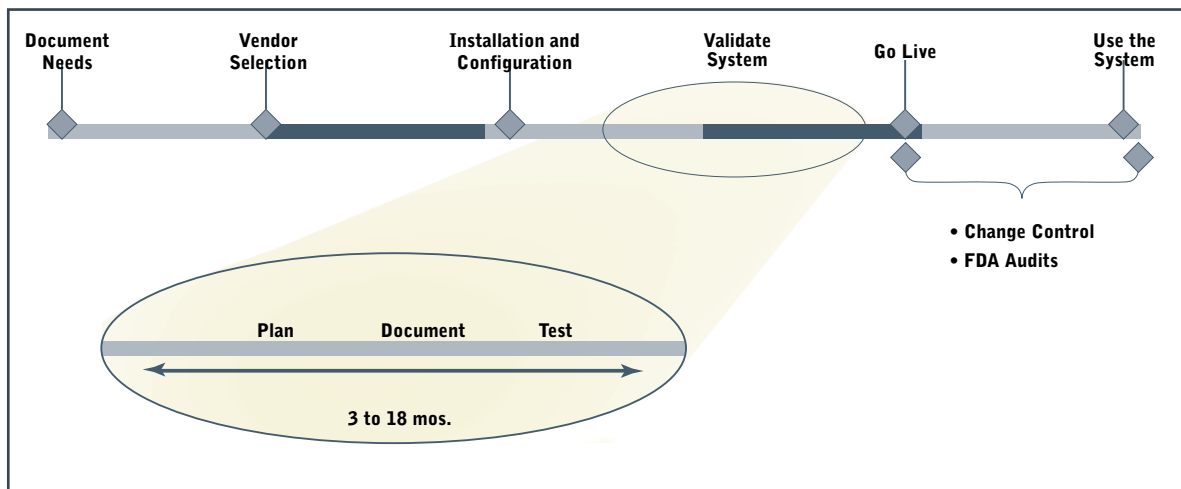 Document
Needs
Vendor
Selection
Installation and
Configuration
Validate
System
Go Live
Use the
System
• Change Control
• FDA Audits
Plan Document Test
3 to 18 mos.